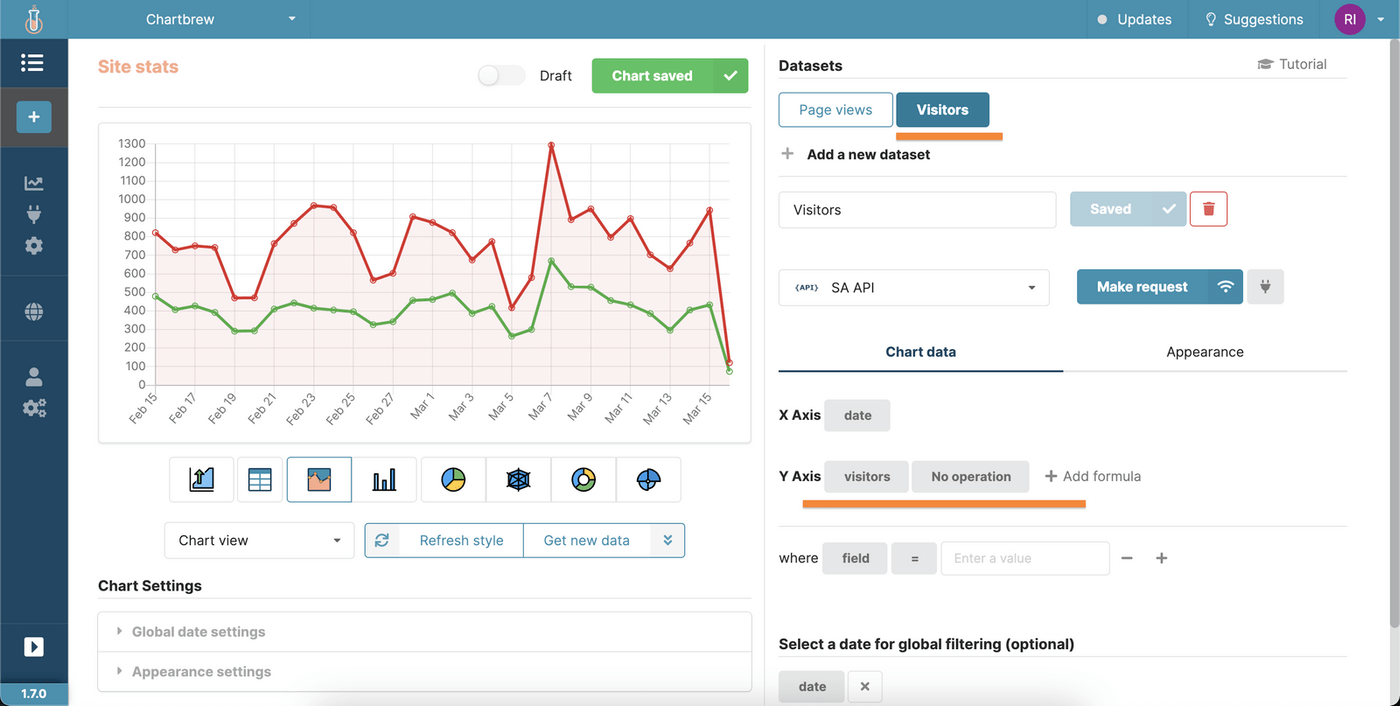 Chartbrew
Updates
Suggestions
RI
Site stats
Draft
Chart saved
1300
1200
1100
1000
900
800
700
600
500
400
300
200
100
0
Feb 15
Feb 17
Feb 19
Feb 21
Feb 23
Feb 25
Feb 27
Mar 1
Mar 3
Mar 5
Mar 7
Mar 9
Mar 11
Mar 13
Mar 15
Chart view
Refresh style
Get new data
Chart Settings
Global date settings
Appearance settings
1.7.0
Datasets
Tutorial
Page views
Visitors
Add a new dataset
Visitors
Saved
{API} SA API
Make request
Chart data
Appearance
X Axis date
Y Axis visitors No operation + Add formula
where field = Enter a value
Select a date for global filtering (optional)
date